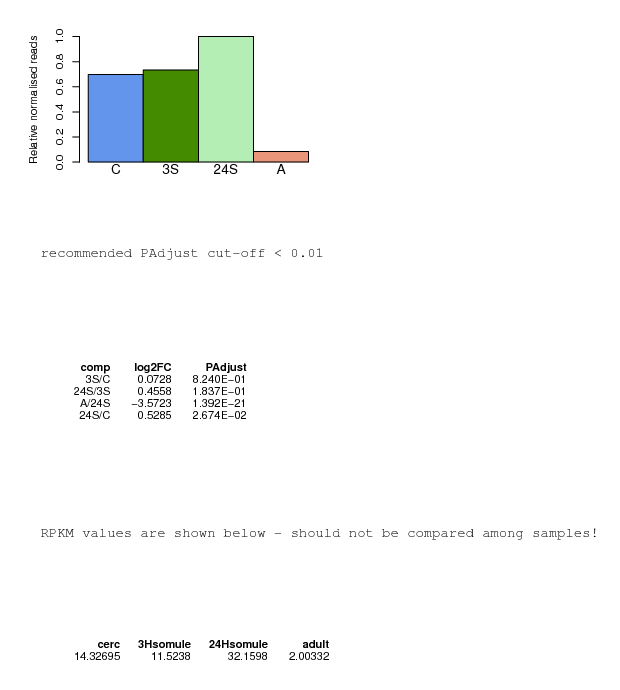 Relative normalised reads
1.0
0.8
0.6
0.4
0.2
0.0
C 3S 24S A
recommended PAdjust cut-off < 0.01
comp log2FC PAdjust
3S/C 0.0728 8.240E-01
24S/3S 0.4558 1.837E-01
A/24S -3.5723 1.392E-21
24S/C 0.5285 2.674E-02
RPKM values are shown below - should not be compared among samples!
cerc 3Hsomule 24Hsomule adult
14.32695 11.5238 32.1598 2.00332